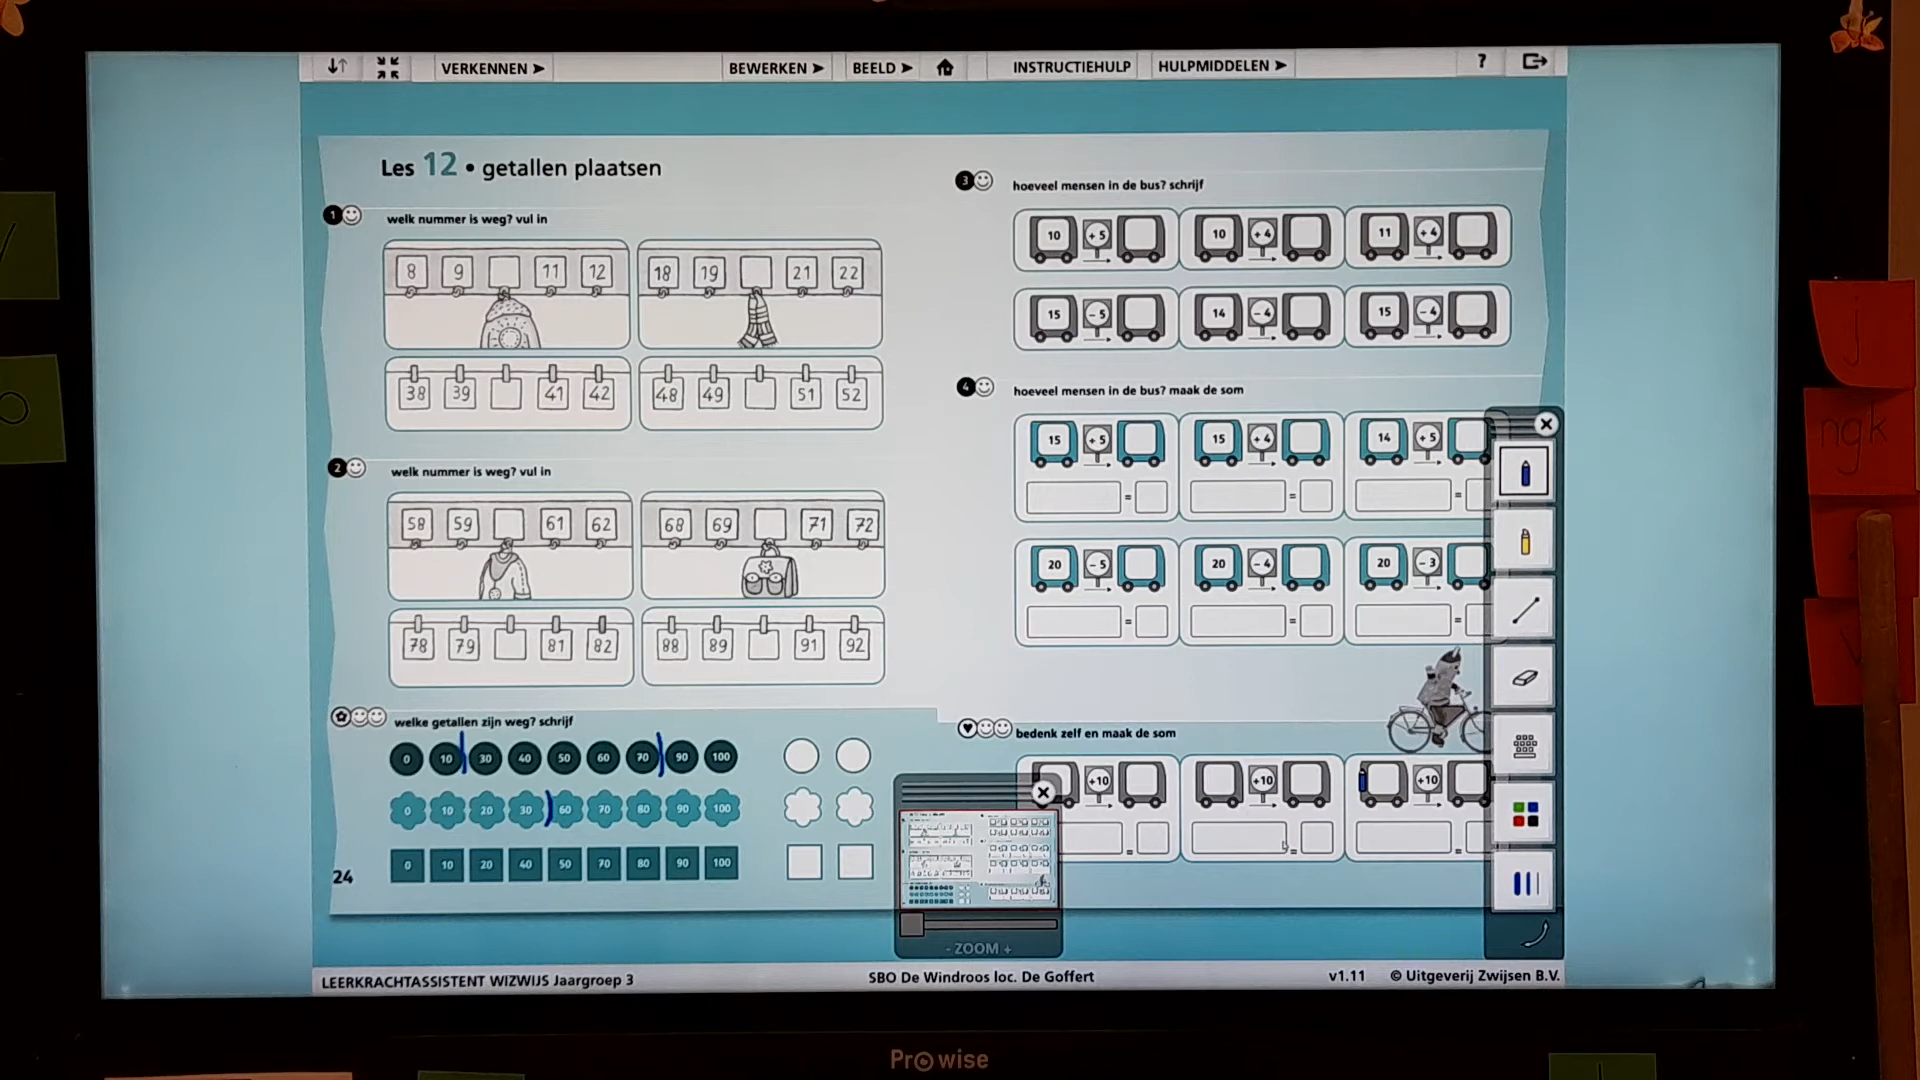 VERKENNEN ➤ BEWERKEN ➤ BEELD ➤ INSTRUCTIEHULP HULPMIDDELEN ➤ ?
Les 12 • getallen plaatsen
1 welk nummer is weg? vul in
8 9 11 12
18 19 21 22
38 39 41 42
48 49 51 52
2 welk nummer is weg? vul in
58 59 61 62
68 69 71 72
78 79 81 82
88 89 91 92
welke getallen zijn weg? schrijf
0 10 30 40 50 60 70 90 100
0 10 20 30 60 70 80 90 100
0 10 20 40 50 70 80 90 100
24
3 hoeveel mensen in de bus? schrijf
10 +5 10 +4 11 +4
15 -5 14 -4 15 -4
4 hoeveel mensen in de bus? maak de som
15 +5 15 +4 14 +5
= = =
20 -5 20 -4 20 -3
= = =
bedenk zelf en maak de som
+10 +10 +10
= = =
- ZOOM +
LEERKRACHTASSISTENT WIZWIJS Jaargroep 3 SBO De Windroos loc. De Goffert v1.11 © Uitgeverij Zwijsen B.V.
Prowise
j
ngk